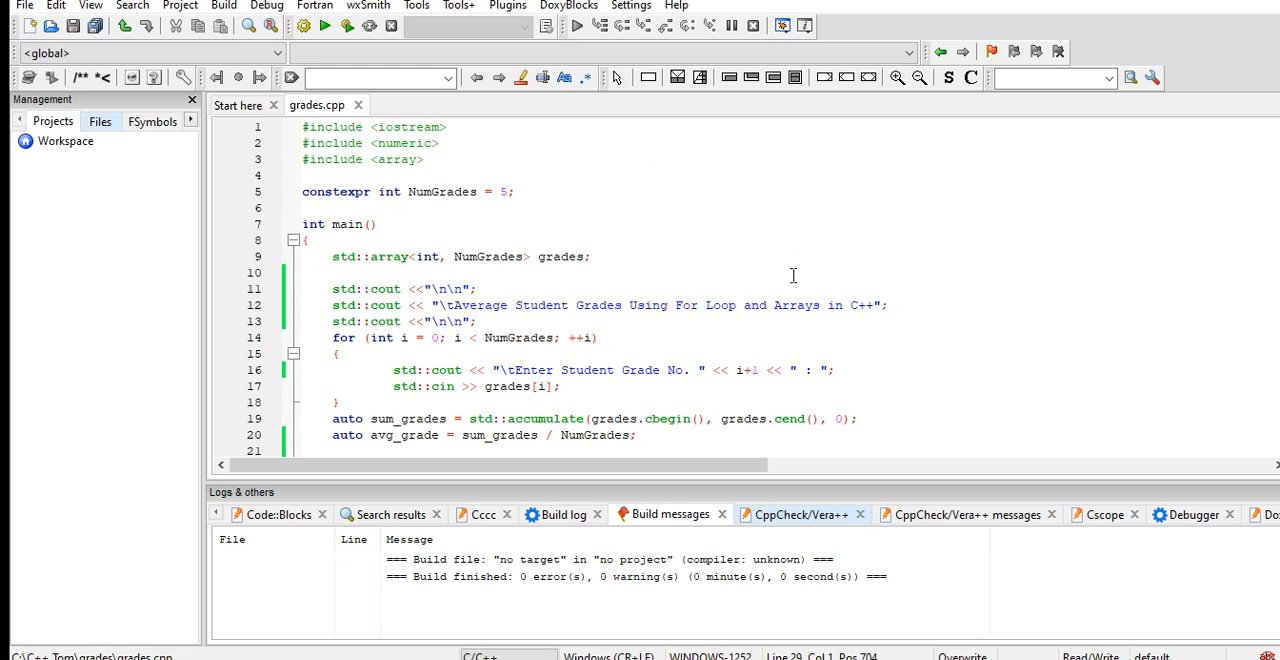 File Edit View Search Project Build Debug Fortran wxSmith Tools Tools+ Plugins DoxyBlocks Settings Help
<global>
/** *<
Aa .*
S C
Management
Start here grades.cpp
Projects Files FSymbols
Workspace
1 #include <iostream>
2 #include <numeric>
3 #include <array>
4
5 constexpr int NumGrades = 5;
6
7 int main()
8 {
9 std::array<int, NumGrades> grades;
10
11 std::cout <<"\n\n";
12 std::cout << "\tAverage Student Grades Using For Loop and Arrays in C++";
13 std::cout <<"\n\n";
14 for (int i = 0; i < NumGrades; ++i)
15 {
16 std::cout << "\tEnter Student Grade No. " << i+1 << " : ";
17 std::cin >> grades[i];
18 }
19 auto sum_grades = std::accumulate(grades.cbegin(), grades.cend(), 0);
20 auto avg_grade = sum_grades / NumGrades;
21
Logs & others
Code::Blocks Search results Cccc Build log Build messages CppCheck/Vera++ CppCheck/Vera++ messages Cscope Debugger Do
File Line Message
=== Build file: "no target" in "no project" (compiler: unknown) ===
=== Build finished: 0 error(s), 0 warning(s) (0 minute(s), 0 second(s)) ===
C:\C++ Tom\grades\grades.cpp C/C++ Windows (CR+LF) WINDOWS-1252 Line 29, Col 1, Pos 704 Overwrite Read/Write default